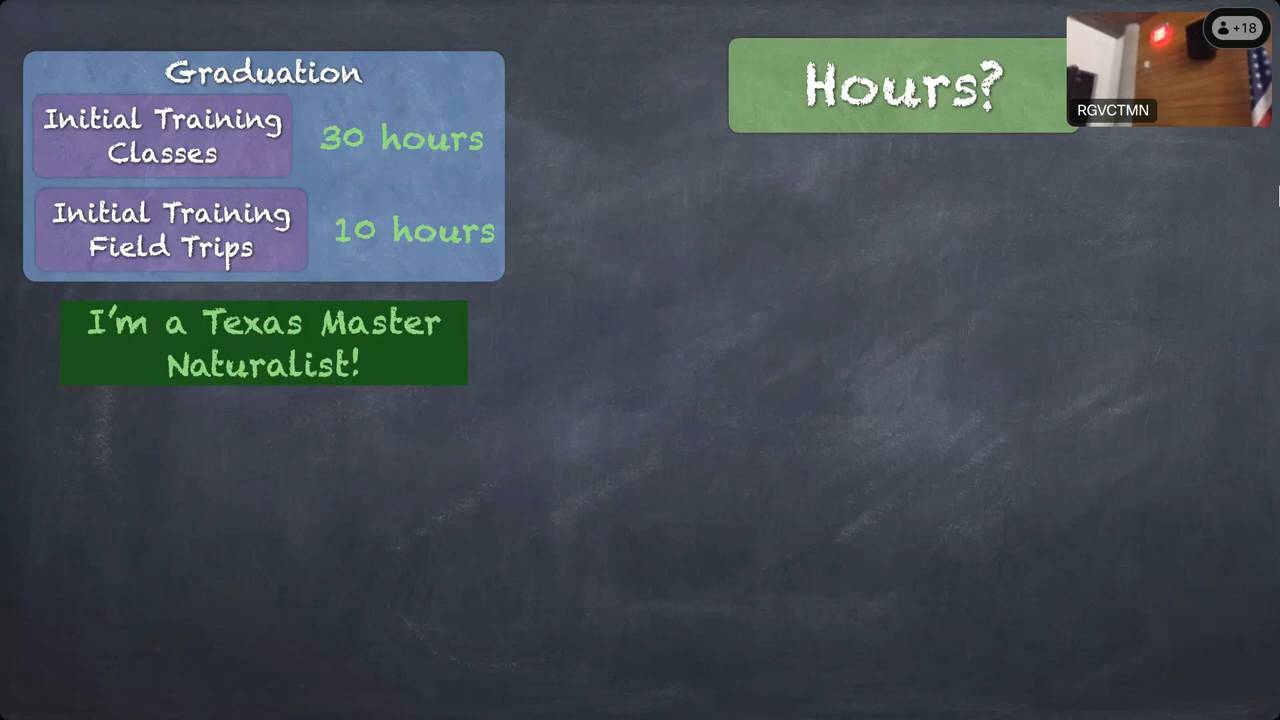 Graduation
Initial Training
Classes
30 hours
Initial Training
Field Trips
10 hours
I'm a Texas Master
Naturalist!
Hours?
+18
RGVCTMN